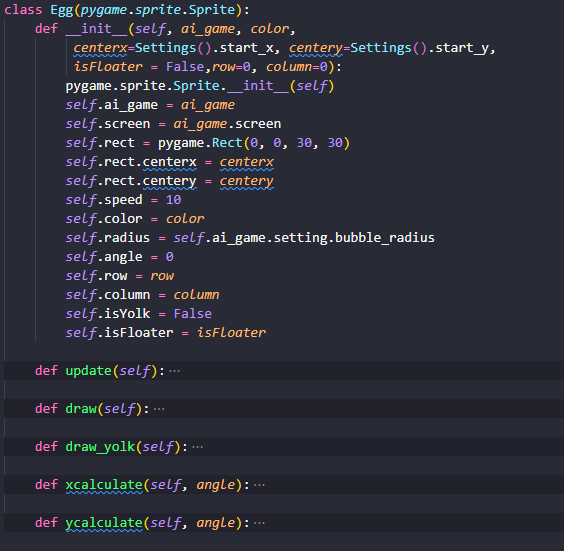 class Egg(pygame.sprite.Sprite):
    def __init__(self, ai_game, color,
         centerx=Settings().start_x, centery=Settings().start_y,
         isFloater = False,row=0, column=0):
        pygame.sprite.Sprite.__init__(self)
        self.ai_game = ai_game
        self.screen = ai_game.screen
        self.rect = pygame.Rect(0, 0, 30, 30)
        self.rect.centerx = centerx
        self.rect.centery = centery
        self.speed = 10
        self.color = color
        self.radius = self.ai_game.setting.bubble_radius
        self.angle = 0
        self.row = row
        self.column = column
        self.isYolk = False
        self.isFloater = isFloater
    def update(self):···
    def draw(self):···
    def draw_yolk(self):···
    def xcalculate(self, angle):···
    def ycalculate(self, angle):···